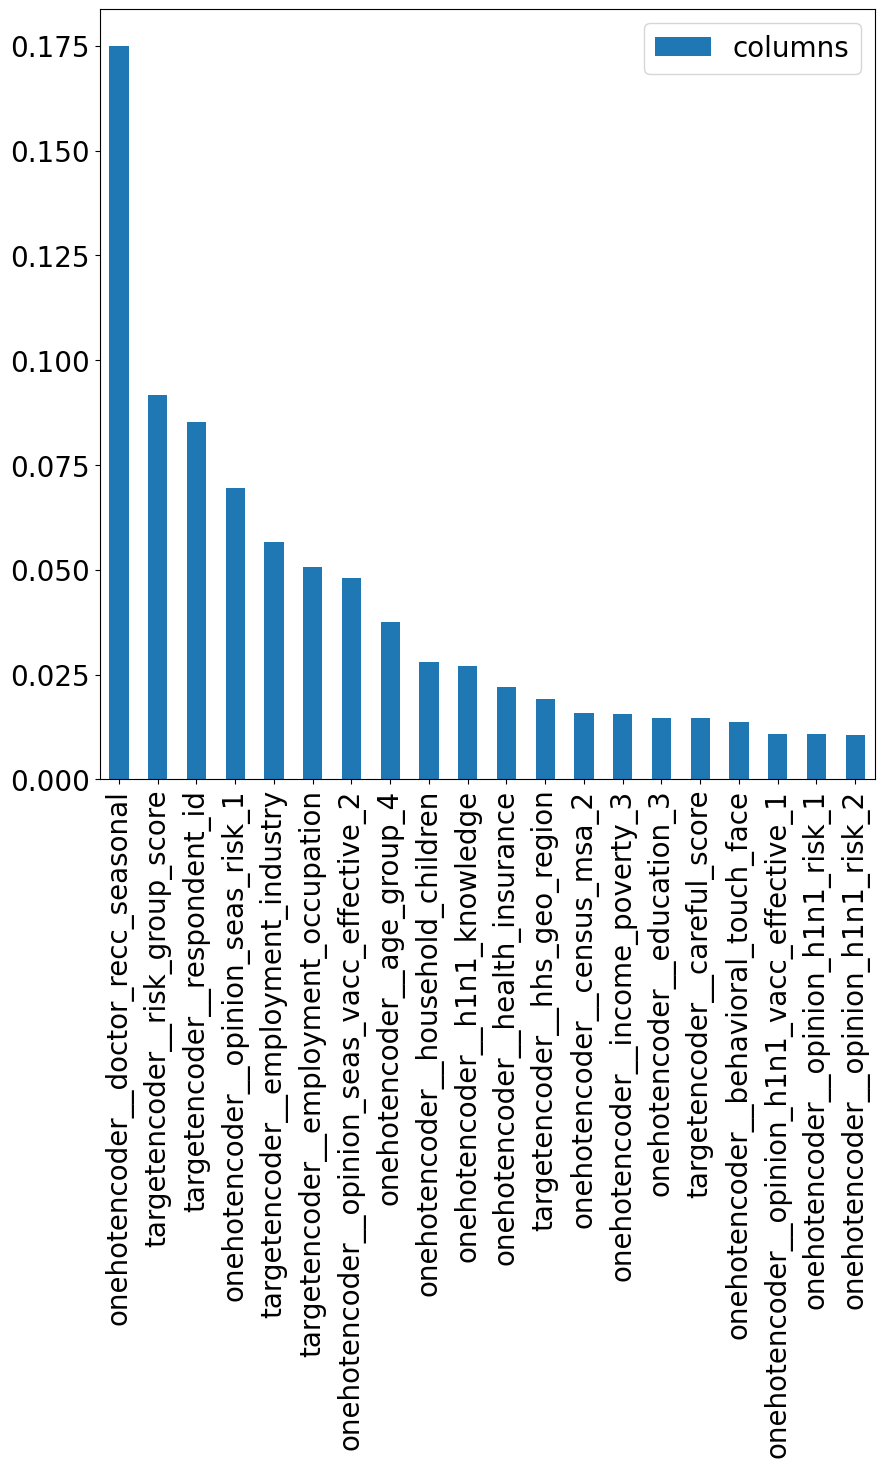 columns
0.175
0.150
0.125
0.100
0.075
0.050
0.025
0.000
onehotencoder__doctor_recc_seasonal
targetencoder__risk_group_score
targetencoder__respondent_id
onehotencoder__opinion_seas_risk_1
targetencoder__employment_industry
targetencoder__employment_occupation
onehotencoder__opinion_seas_vacc_effective_2
onehotencoder__age_group_4
onehotencoder__household_children
onehotencoder__h1n1_knowledge
onehotencoder__health_insurance
targetencoder__hhs_geo_region
onehotencoder__census_msa_2
onehotencoder__income_poverty_3
onehotencoder__education_3
targetencoder__careful_score
onehotencoder__behavioral_touch_face
onehotencoder__opinion_h1n1_vacc_effective_1
onehotencoder__opinion_h1n1_risk_1
onehotencoder__opinion_h1n1_risk_2